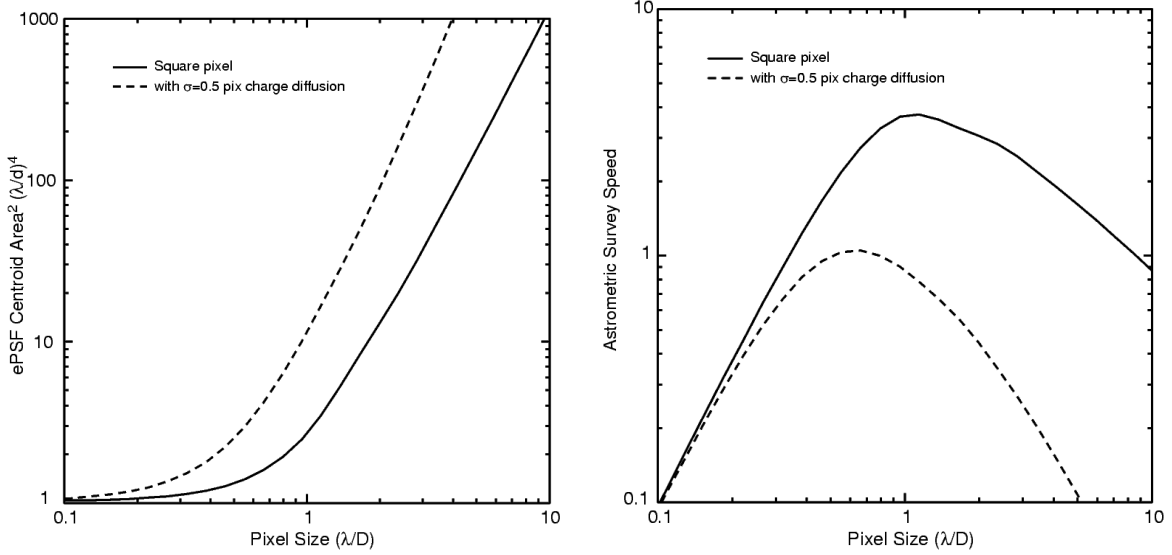 1000
100
10
1
0.1
1
10
Pixel Size (λ/D)
ePSF Centroid Area² (λ/d)⁴
Square pixel
with σ=0.5 pix charge diffusion
10
1
0.1
0.1
1
10
Pixel Size (λ/D)
Astrometric Survey Speed
Square pixel
with σ=0.5 pix charge diffusion